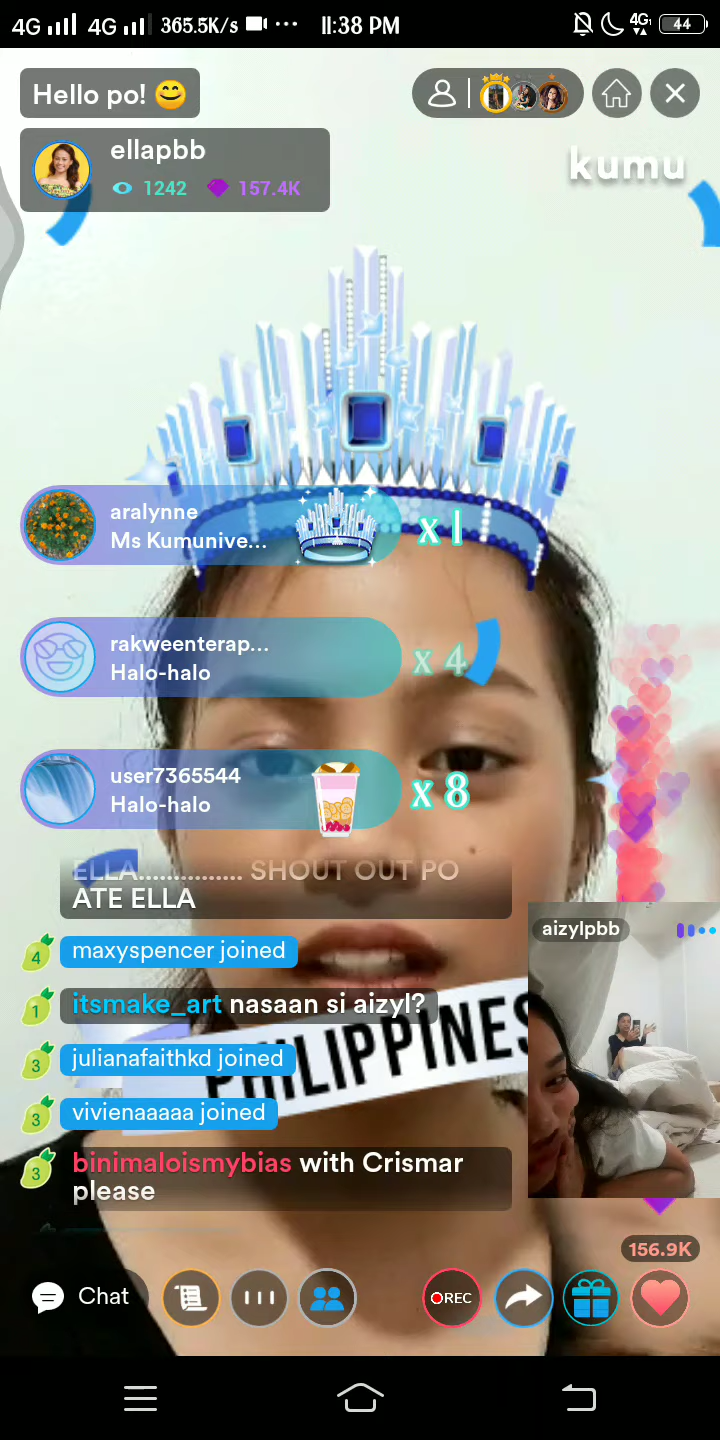 4G 4G 365.5K/s 11:38 PM 4G 44
Hello po! 😊
ellapbb
1242 157.4K
kumu
aralynne
Ms Kumunive... x 1
rakweenterap...
Halo-halo x 4
user7365544
Halo-halo x 8
ELLA............... SHOUT OUT PO
ATE ELLA
aizylpbb
4 maxyspencer joined
1 itsmake_art nasaan si aizyl?
PHILIPPINES
3 julianafaithkd joined
3 vivienaaaaa joined
3 binimaloismybias with Crismar
please
156.9K
Chat REC